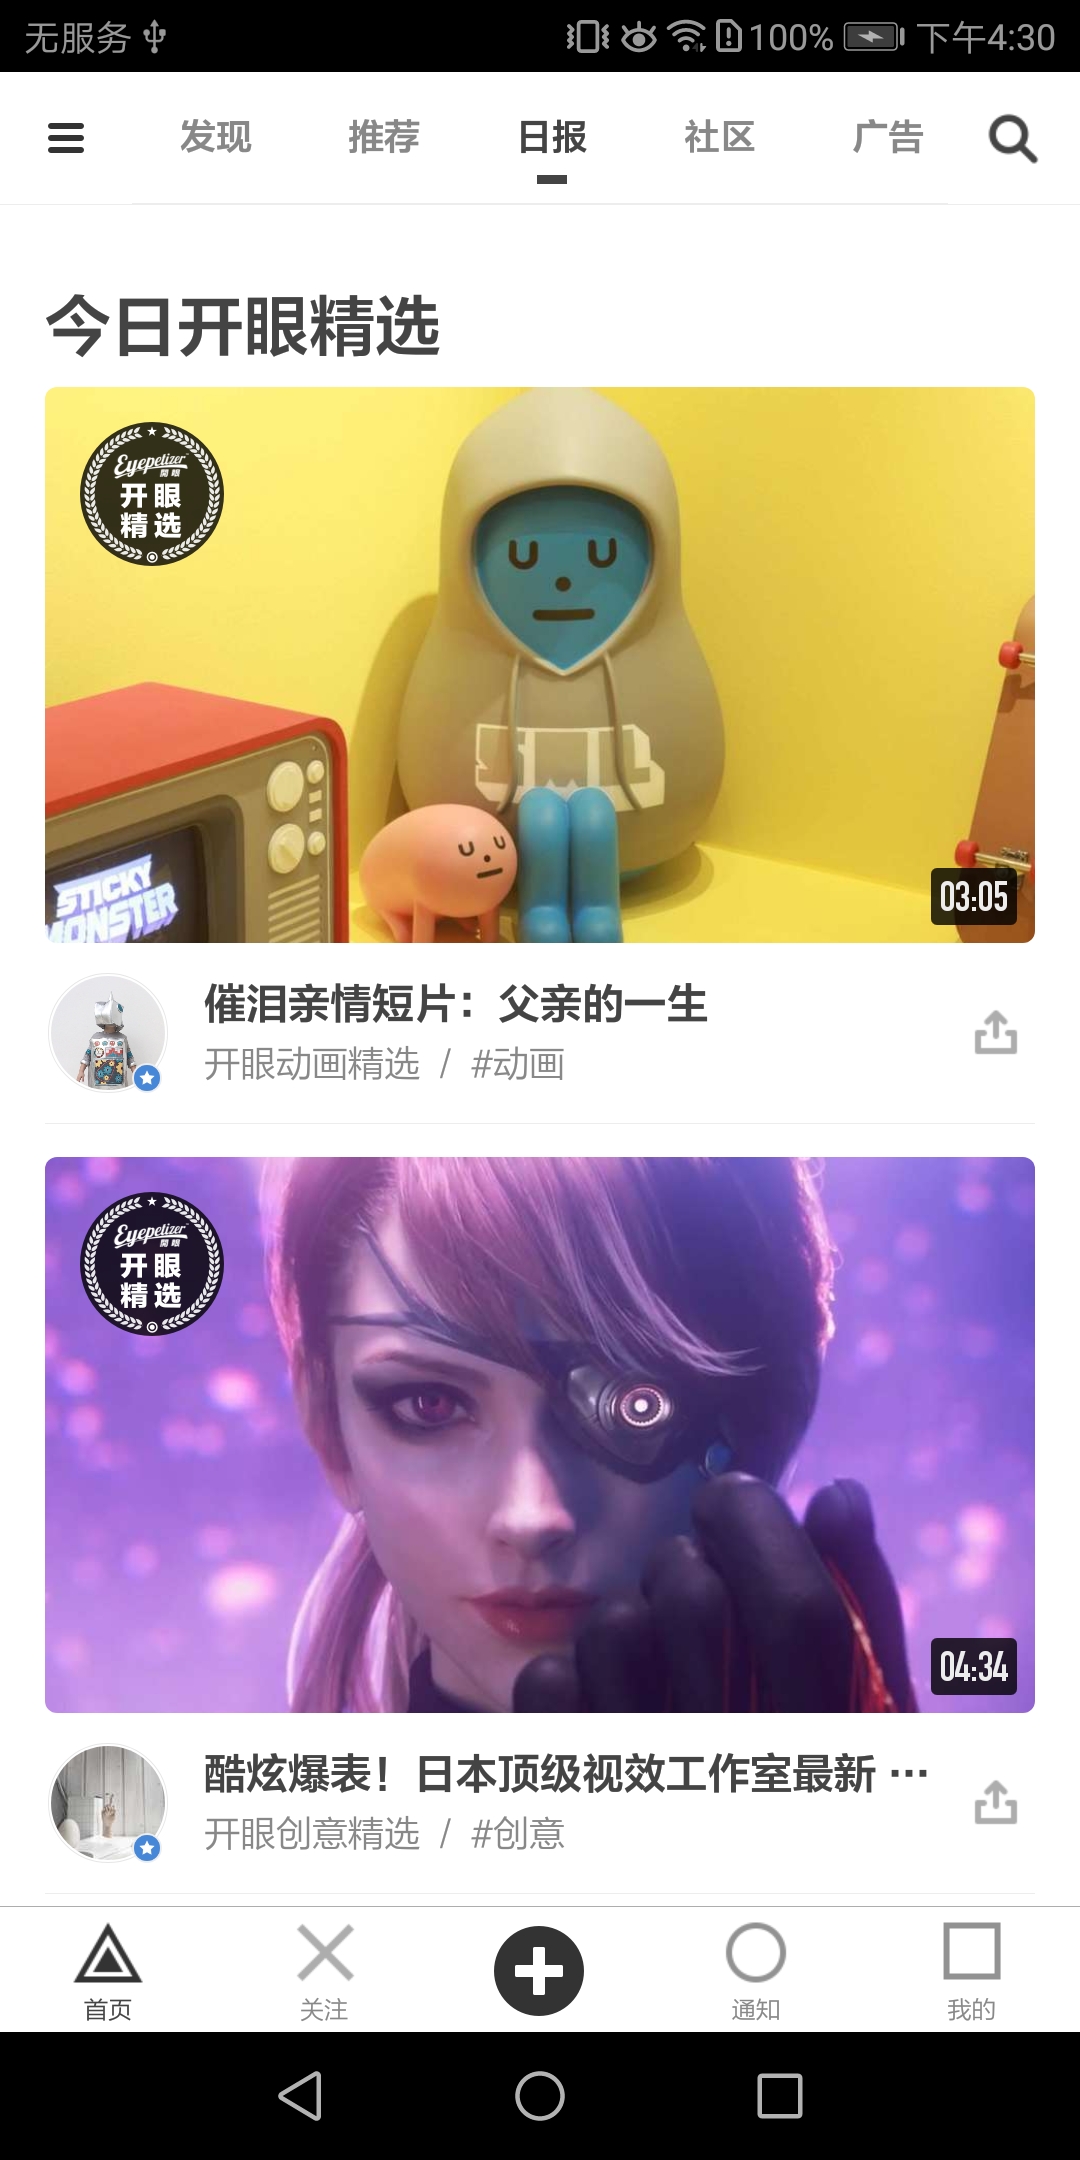 无服务 100% 下午4:30
发现 推荐 日报 社区 广告
今日开眼精选
Eyepetizer
開眼
开眼
精选
STICKY
MONSTER
03:05
催泪亲情短片：父亲的一生
开眼动画精选 / #动画
Eyepetizer
開眼
开眼
精选
04:34
酷炫爆表！日本顶级视效工作室最新 ···
开眼创意精选 / #创意
首页 关注 通知 我的